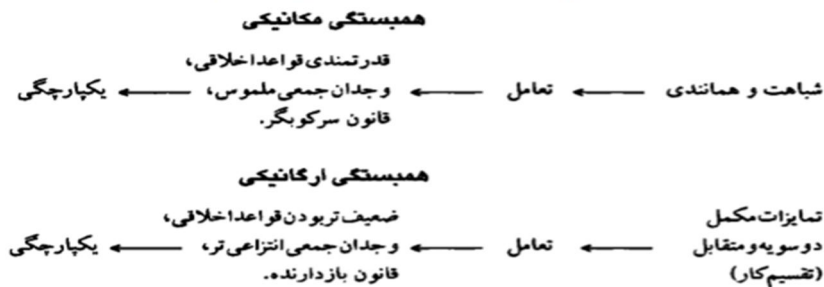 همبستگی مکانیکی
قدرتمندی قواعد اخلاقی،
شباهت و همانندی ← تعامل ← وجدان جمعی ملموس، ← یکپارچگی
قانون سرکوبگر.
همبستگی ارگانیکی
تمایزات مکمل ضعیف‌تر بودن قواعد اخلاقی،
دوسویه و متقابل ← تعامل ← وجدان جمعی انتزاعی‌تر، ← یکپارچگی
(تقسیم کار) قانون بازدارنده.